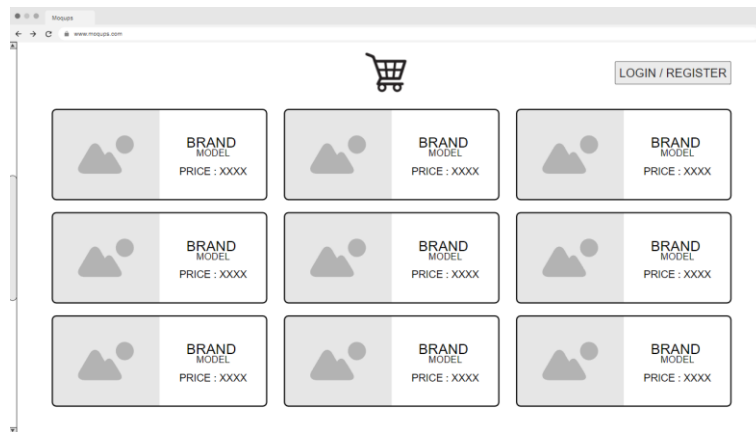 Moqups
www.moqups.com
LOGIN / REGISTER
BRAND
MODEL
PRICE : XXXX
BRAND
MODEL
PRICE : XXXX
BRAND
MODEL
PRICE : XXXX
BRAND
MODEL
PRICE : XXXX
BRAND
MODEL
PRICE : XXXX
BRAND
MODEL
PRICE : XXXX
BRAND
MODEL
PRICE : XXXX
BRAND
MODEL
PRICE : XXXX
BRAND
MODEL
PRICE : XXXX